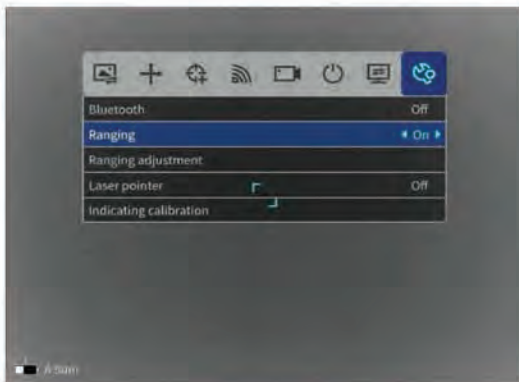 Bluetooth Off
Ranging On
Ranging adjustment
Laser pointer Off
Indicating calibration